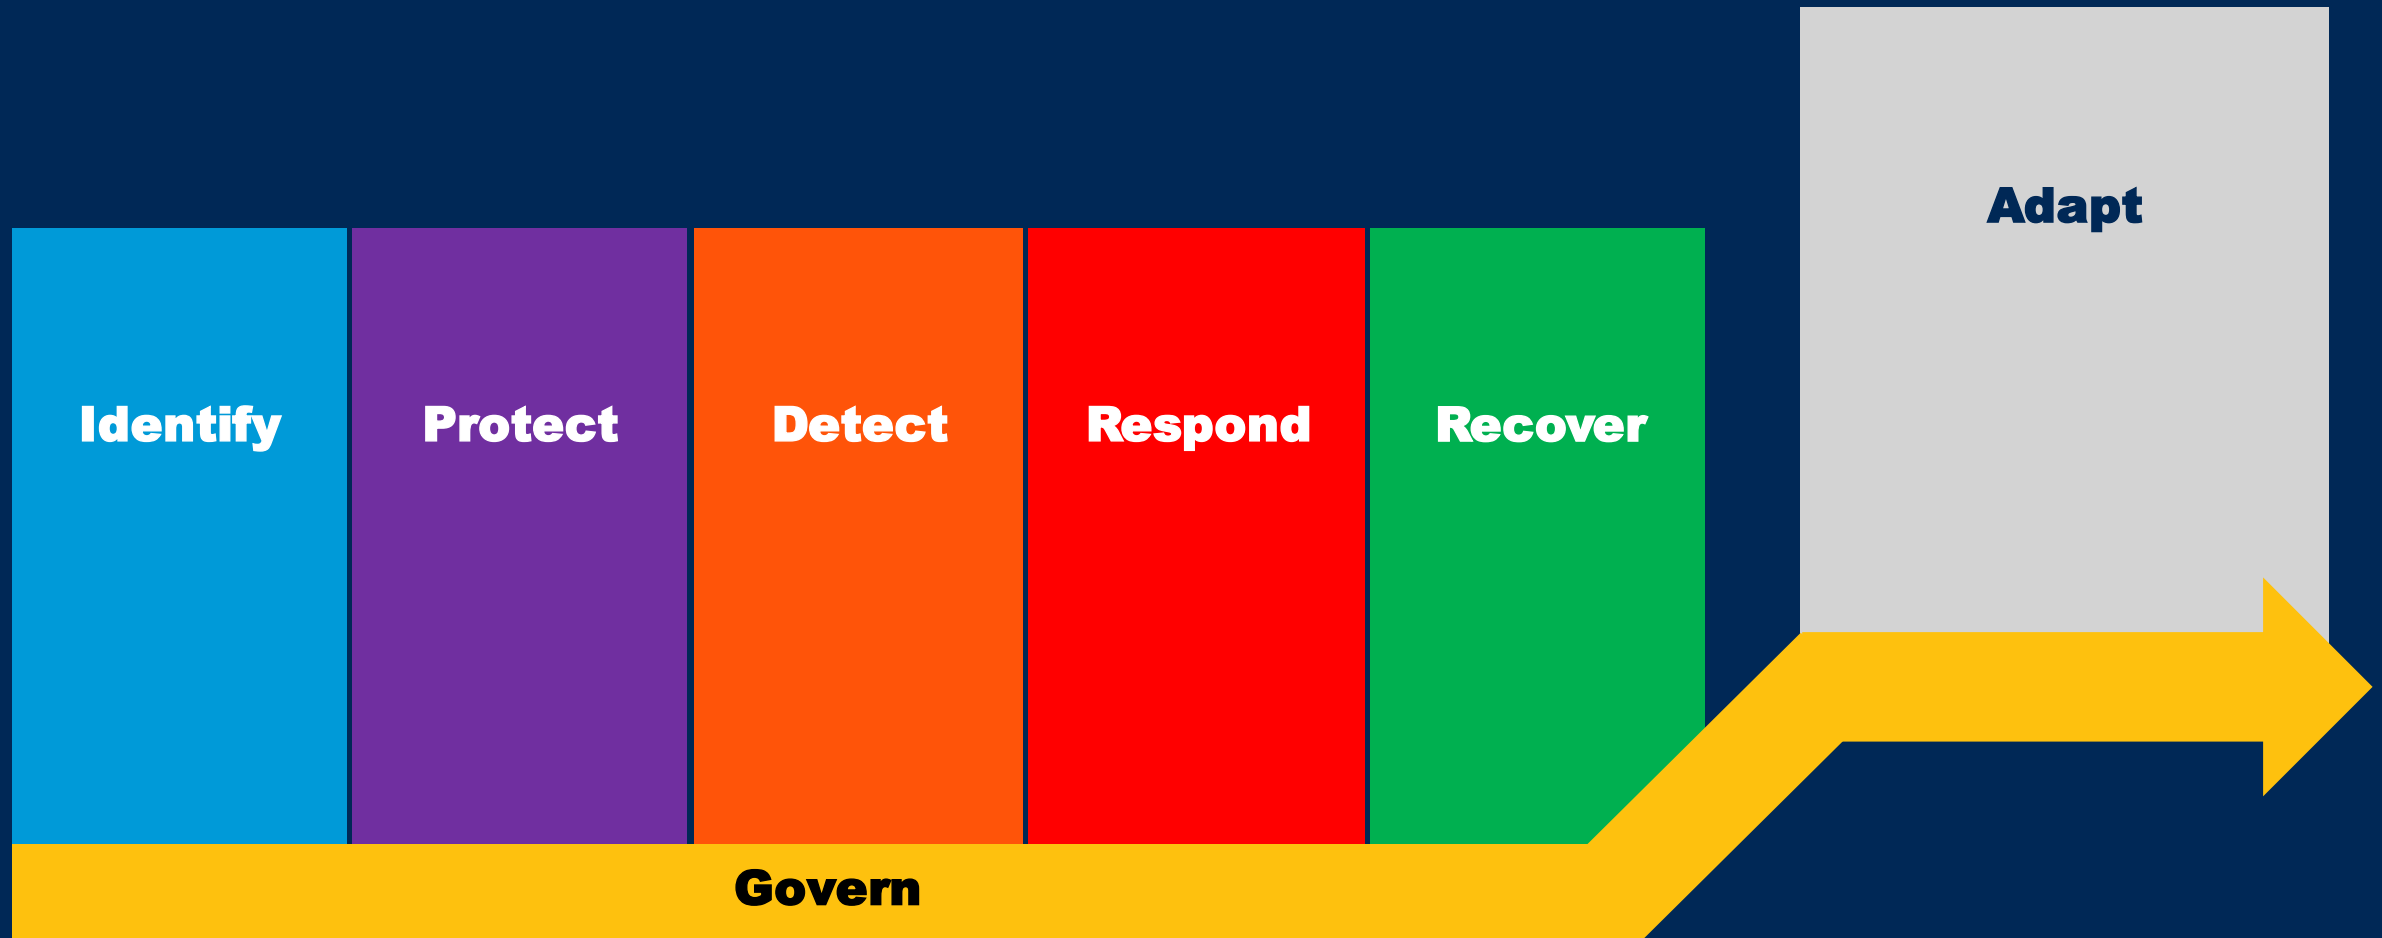 Adapt
Identify
Protect
Detect
Respond
Recover
Govern